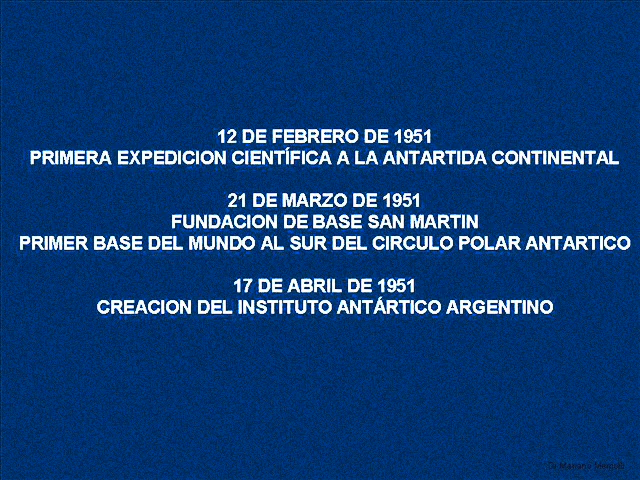 12 DE FEBRERO DE 1951
PRIMERA EXPEDICION CIENTÍFICA A LA ANTARTIDA CONTINENTAL
21 DE MARZO DE 1951
FUNDACION DE BASE SAN MARTIN
PRIMER BASE DEL MUNDO AL SUR DEL CIRCULO POLAR ANTARTICO
17 DE ABRIL DE 1951
CREACION DEL INSTITUTO ANTÁRTICO ARGENTINO
Mariano